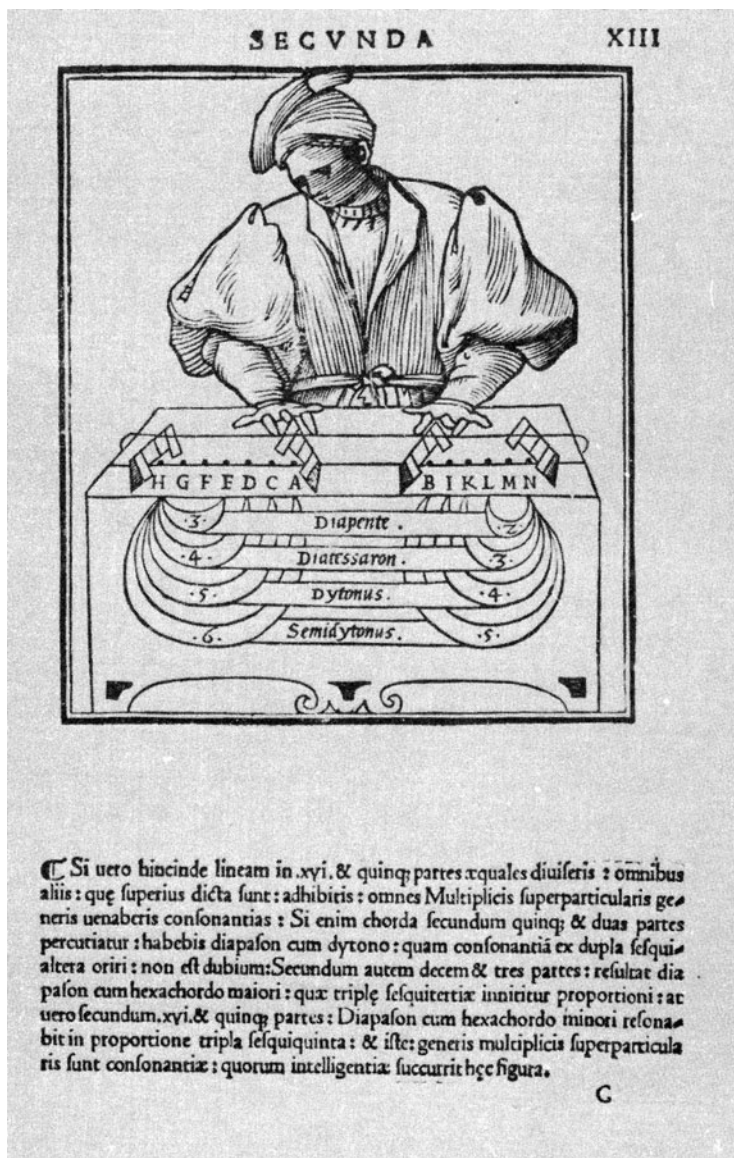 SECVNDA XIII
H G F E D C A B I K L M N
·3· Diapente. ·2·
·4· Diatessaron. ·3·
·5· Dytonus. ·4·
·6· Semidytonus. ·5·
¶ Si uero hincinde lineam in .xvi. & quinq; partes æquales diuiseris : omnibus
aliis : quę superius dicta sunt : adhibitis : omnes Multiplicis superparticularis ge⸗
neris uenaberis consonantias : Si enim chorda secundum quinq; & duas partes
percutiatur : habebis diapason cum dytono : quam consonantiā ex dupla sesqui⸗
altera oriri : non est dubium:Secundum autem decem & tres partes : resultat dia
pason cum hexachordo maiori : quæ triplę sesquitertiæ innititur proportioni : at
uero secundum.xvi.& quinq; partes : Diapason cum hexachordo minori resona⸗
bit in proportione tripla sesquiquinta : & iste: generis multiplicis superparticula
ris sunt consonantiæ : quorum intelligentiæ succurrit hęc figura.
C